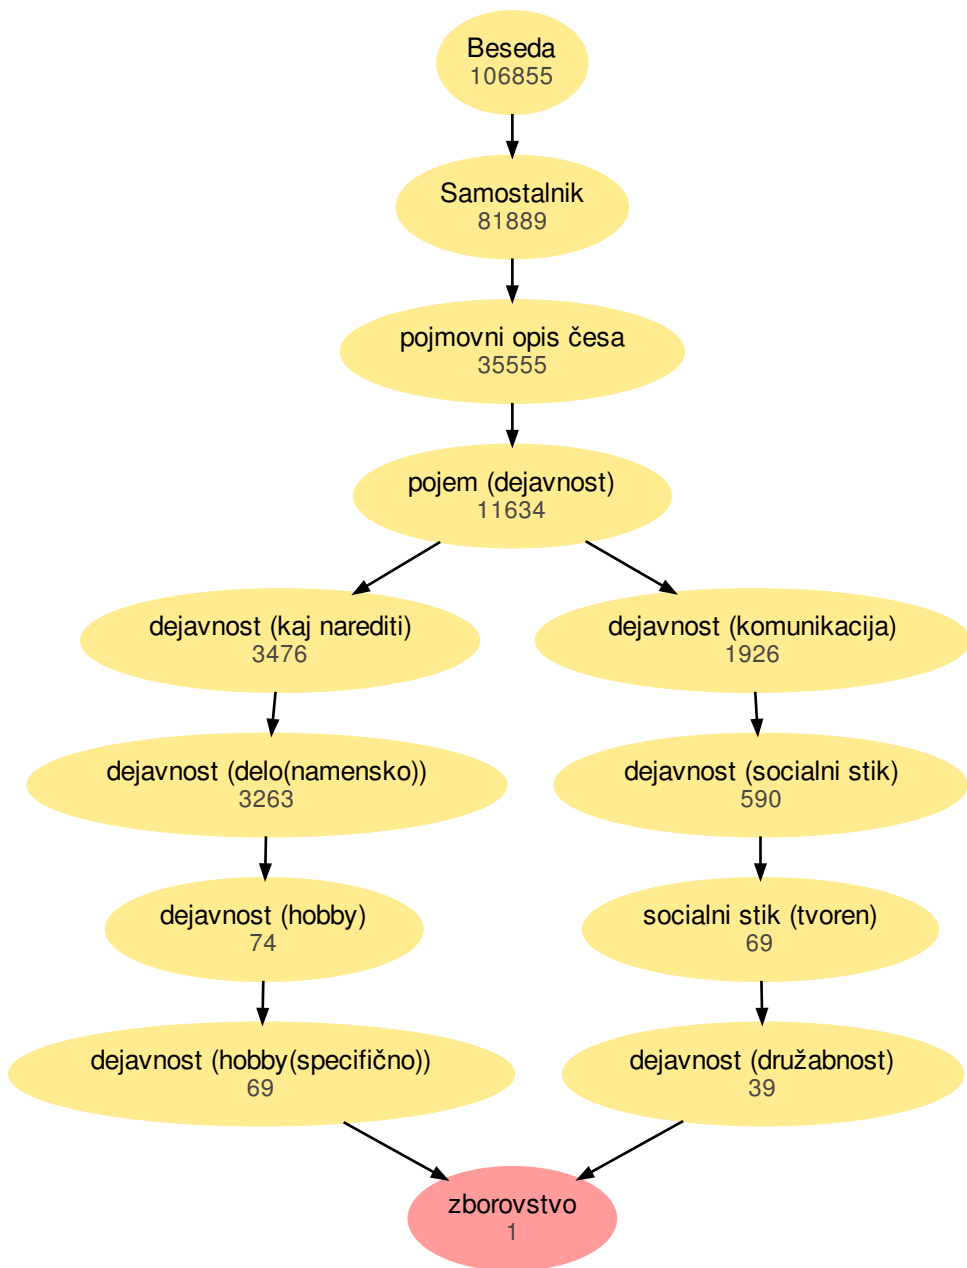 Beseda
106855
Samostalnik
81889
pojmovni opis česa
35555
pojem (dejavnost)
11634
dejavnost (kaj narediti)
3476
dejavnost (komunikacija)
1926
dejavnost (delo(namensko))
3263
dejavnost (socialni stik)
590
dejavnost (hobby)
74
socialni stik (tvoren)
69
dejavnost (hobby(specifično))
69
dejavnost (družabnost)
39
zborovstvo
1